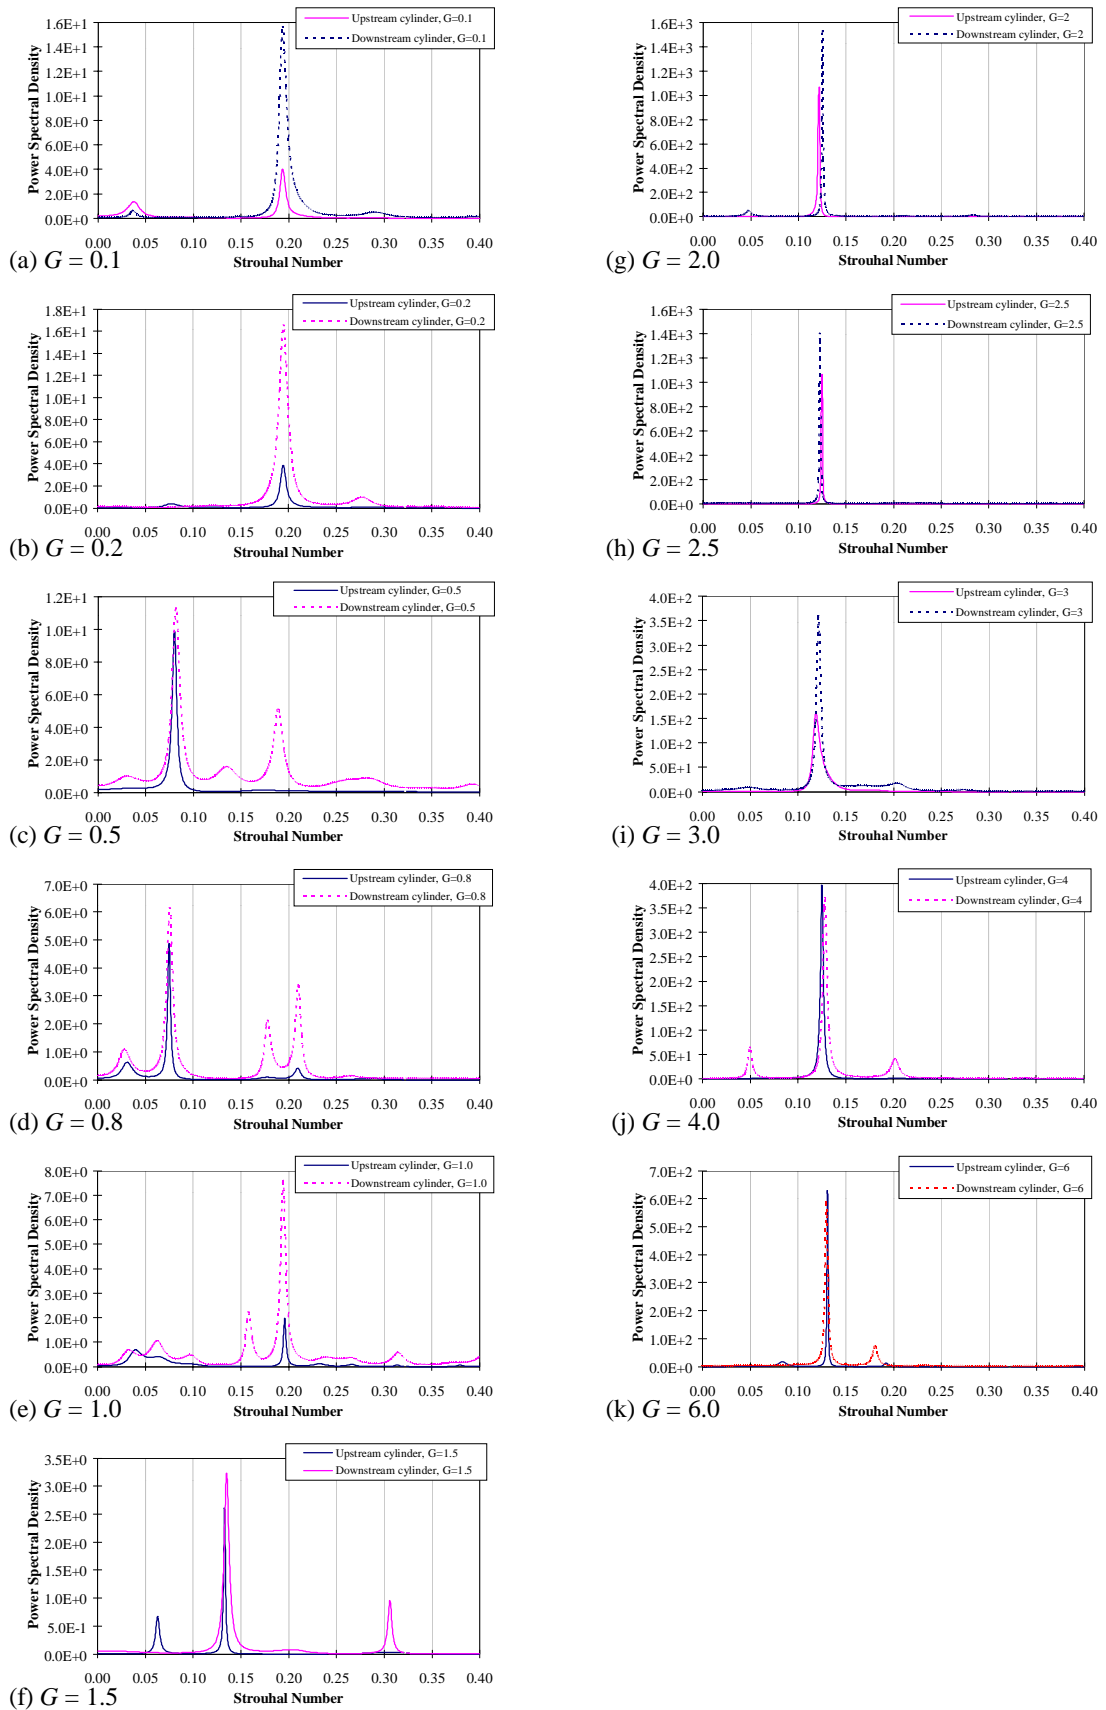 Upstream cylinder, G=0.1
Downstream cylinder, G=0.1
Power Spectral Density
1.6E+1
1.4E+1
1.2E+1
1.0E+1
8.0E+0
6.0E+0
4.0E+0
2.0E+0
0.0E+0
0.00 0.05 0.10 0.15 0.20 0.25 0.30 0.35 0.40
Strouhal Number
(a) G = 0.1
Upstream cylinder, G=0.2
Downstream cylinder, G=0.2
Power Spectral Density
1.8E+1
1.6E+1
1.4E+1
1.2E+1
1.0E+1
8.0E+0
6.0E+0
4.0E+0
2.0E+0
0.0E+0
0.00 0.05 0.10 0.15 0.20 0.25 0.30 0.35 0.40
Strouhal Number
(b) G = 0.2
Upstream cylinder, G=0.5
Downstream cylinder, G=0.5
Power Spectral Density
1.2E+1
1.0E+1
8.0E+0
6.0E+0
4.0E+0
2.0E+0
0.0E+0
0.00 0.05 0.10 0.15 0.20 0.25 0.30 0.35 0.40
Strouhal Number
(c) G = 0.5
Upstream cylinder, G=0.8
Downstream cylinder, G=0.8
Power Spectral Density
7.0E+0
6.0E+0
5.0E+0
4.0E+0
3.0E+0
2.0E+0
1.0E+0
0.0E+0
0.00 0.05 0.10 0.15 0.20 0.25 0.30 0.35 0.40
Strouhal Number
(d) G = 0.8
Upstream cylinder, G=1.0
Downstream cylinder, G=1.0
Power Spectral Density
8.0E+0
7.0E+0
6.0E+0
5.0E+0
4.0E+0
3.0E+0
2.0E+0
1.0E+0
0.0E+0
0.00 0.05 0.10 0.15 0.20 0.25 0.30 0.35 0.40
Strouhal Number
(e) G = 1.0
Upstream cylinder, G=1.5
Downstream cylinder, G=1.5
Power Spectral Density
3.5E+0
3.0E+0
2.5E+0
2.0E+0
1.5E+0
1.0E+0
5.0E-1
0.0E+0
0.00 0.05 0.10 0.15 0.20 0.25 0.30 0.35 0.40
Strouhal Number
(f) G = 1.5
Upstream cylinder, G=2
Downstream cylinder, G=2
Power Spectral Density
1.6E+3
1.4E+3
1.2E+3
1.0E+3
8.0E+2
6.0E+2
4.0E+2
2.0E+2
0.0E+0
0.00 0.05 0.10 0.15 0.20 0.25 0.30 0.35 0.40
Strouhal Number
(g) G = 2.0
Upstream cylinder, G=2.5
Downstream cylinder, G=2.5
Power Spectral Density
1.6E+3
1.4E+3
1.2E+3
1.0E+3
8.0E+2
6.0E+2
4.0E+2
2.0E+2
0.0E+0
0.00 0.05 0.10 0.15 0.20 0.25 0.30 0.35 0.40
Strouhal Number
(h) G = 2.5
Upstream cylinder, G=3
Downstream cylinder, G=3
Power Spectral Density
4.0E+2
3.5E+2
3.0E+2
2.5E+2
2.0E+2
1.5E+2
1.0E+2
5.0E+1
0.0E+0
0.00 0.05 0.10 0.15 0.20 0.25 0.30 0.35 0.40
Strouhal Number
(i) G = 3.0
Upstream cylinder, G=4
Downstream cylinder, G=4
Power Spectral Density
4.0E+2
3.5E+2
3.0E+2
2.5E+2
2.0E+2
1.5E+2
1.0E+2
5.0E+1
0.0E+0
0.00 0.05 0.10 0.15 0.20 0.25 0.30 0.35 0.40
Strouhal Number
(j) G = 4.0
Upstream cylinder, G=6
Downstream cylinder, G=6
Power Spectral Density
7.0E+2
6.0E+2
5.0E+2
4.0E+2
3.0E+2
2.0E+2
1.0E+2
0.0E+0
0.00 0.05 0.10 0.15 0.20 0.25 0.30 0.35 0.40
Strouhal Number
(k) G = 6.0